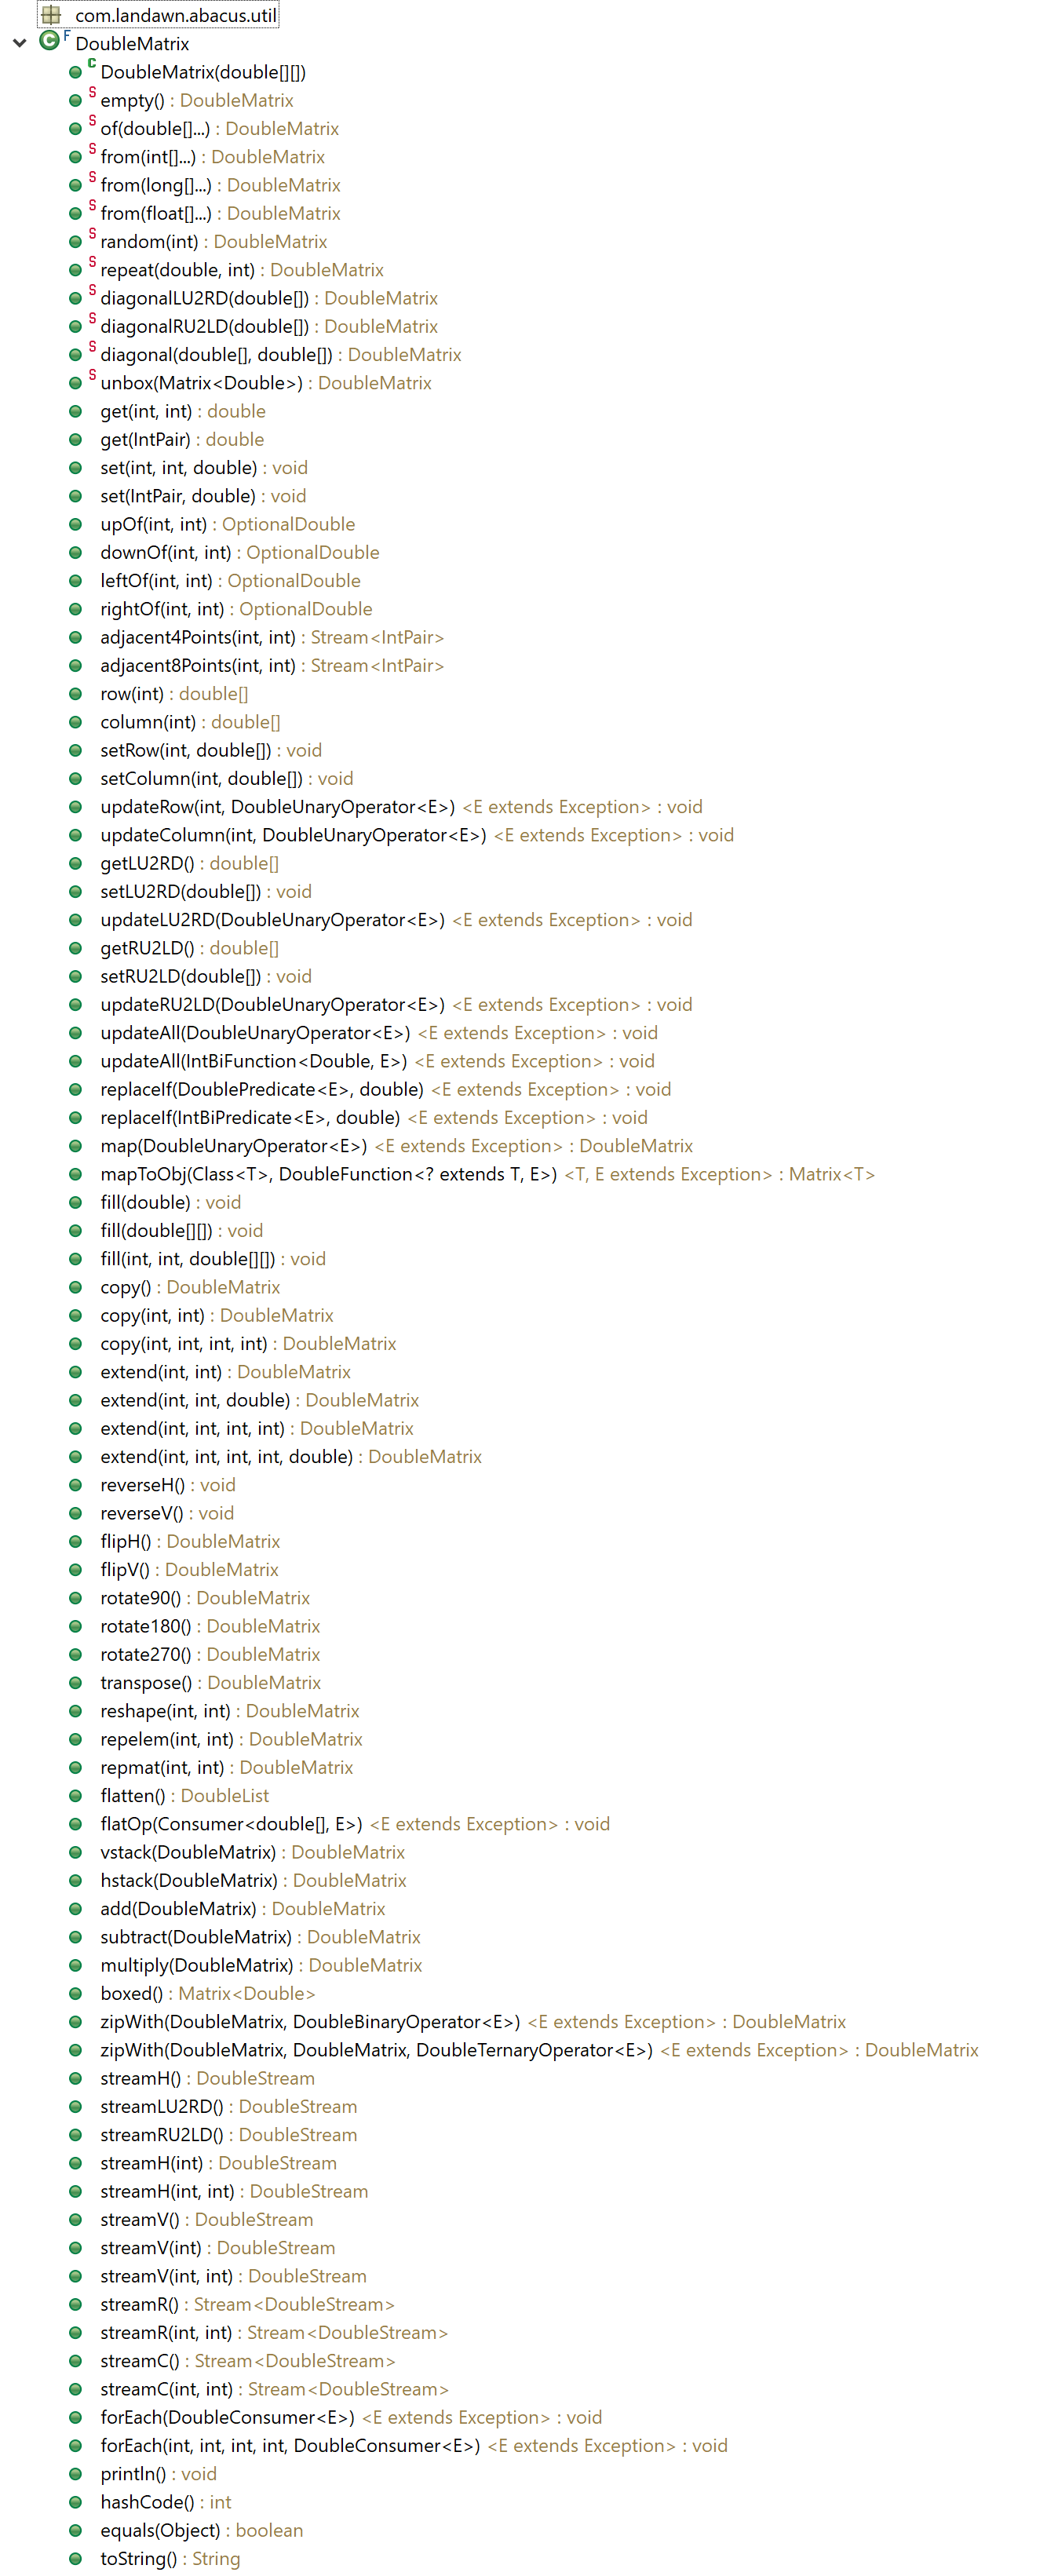 com.landawn.abacus.util
C F DoubleMatrix
C DoubleMatrix(double[][])
S empty() : DoubleMatrix
S of(double[]...) : DoubleMatrix
S from(int[]...) : DoubleMatrix
S from(long[]...) : DoubleMatrix
S from(float[]...) : DoubleMatrix
S random(int) : DoubleMatrix
S repeat(double, int) : DoubleMatrix
S diagonalLU2RD(double[]) : DoubleMatrix
S diagonalRU2LD(double[]) : DoubleMatrix
S diagonal(double[], double[]) : DoubleMatrix
S unbox(Matrix<Double>) : DoubleMatrix
get(int, int) : double
get(IntPair) : double
set(int, int, double) : void
set(IntPair, double) : void
upOf(int, int) : OptionalDouble
downOf(int, int) : OptionalDouble
leftOf(int, int) : OptionalDouble
rightOf(int, int) : OptionalDouble
adjacent4Points(int, int) : Stream<IntPair>
adjacent8Points(int, int) : Stream<IntPair>
row(int) : double[]
column(int) : double[]
setRow(int, double[]) : void
setColumn(int, double[]) : void
updateRow(int, DoubleUnaryOperator<E>) <E extends Exception> : void
updateColumn(int, DoubleUnaryOperator<E>) <E extends Exception> : void
getLU2RD() : double[]
setLU2RD(double[]) : void
updateLU2RD(DoubleUnaryOperator<E>) <E extends Exception> : void
getRU2LD() : double[]
setRU2LD(double[]) : void
updateRU2LD(DoubleUnaryOperator<E>) <E extends Exception> : void
updateAll(DoubleUnaryOperator<E>) <E extends Exception> : void
updateAll(IntBiFunction<Double, E>) <E extends Exception> : void
replaceIf(DoublePredicate<E>, double) <E extends Exception> : void
replaceIf(IntBiPredicate<E>, double) <E extends Exception> : void
map(DoubleUnaryOperator<E>) <E extends Exception> : DoubleMatrix
mapToObj(Class<T>, DoubleFunction<? extends T, E>) <T, E extends Exception> : Matrix<T>
fill(double) : void
fill(double[][]) : void
fill(int, int, double[][]) : void
copy() : DoubleMatrix
copy(int, int) : DoubleMatrix
copy(int, int, int, int) : DoubleMatrix
extend(int, int) : DoubleMatrix
extend(int, int, double) : DoubleMatrix
extend(int, int, int, int) : DoubleMatrix
extend(int, int, int, int, double) : DoubleMatrix
reverseH() : void
reverseV() : void
flipH() : DoubleMatrix
flipV() : DoubleMatrix
rotate90() : DoubleMatrix
rotate180() : DoubleMatrix
rotate270() : DoubleMatrix
transpose() : DoubleMatrix
reshape(int, int) : DoubleMatrix
repelem(int, int) : DoubleMatrix
repmat(int, int) : DoubleMatrix
flatten() : DoubleList
flatOp(Consumer<double[], E>) <E extends Exception> : void
vstack(DoubleMatrix) : DoubleMatrix
hstack(DoubleMatrix) : DoubleMatrix
add(DoubleMatrix) : DoubleMatrix
subtract(DoubleMatrix) : DoubleMatrix
multiply(DoubleMatrix) : DoubleMatrix
boxed() : Matrix<Double>
zipWith(DoubleMatrix, DoubleBinaryOperator<E>) <E extends Exception> : DoubleMatrix
zipWith(DoubleMatrix, DoubleMatrix, DoubleTernaryOperator<E>) <E extends Exception> : DoubleMatrix
streamH() : DoubleStream
streamLU2RD() : DoubleStream
streamRU2LD() : DoubleStream
streamH(int) : DoubleStream
streamH(int, int) : DoubleStream
streamV() : DoubleStream
streamV(int) : DoubleStream
streamV(int, int) : DoubleStream
streamR() : Stream<DoubleStream>
streamR(int, int) : Stream<DoubleStream>
streamC() : Stream<DoubleStream>
streamC(int, int) : Stream<DoubleStream>
forEach(DoubleConsumer<E>) <E extends Exception> : void
forEach(int, int, int, int, DoubleConsumer<E>) <E extends Exception> : void
println() : void
hashCode() : int
equals(Object) : boolean
toString() : String